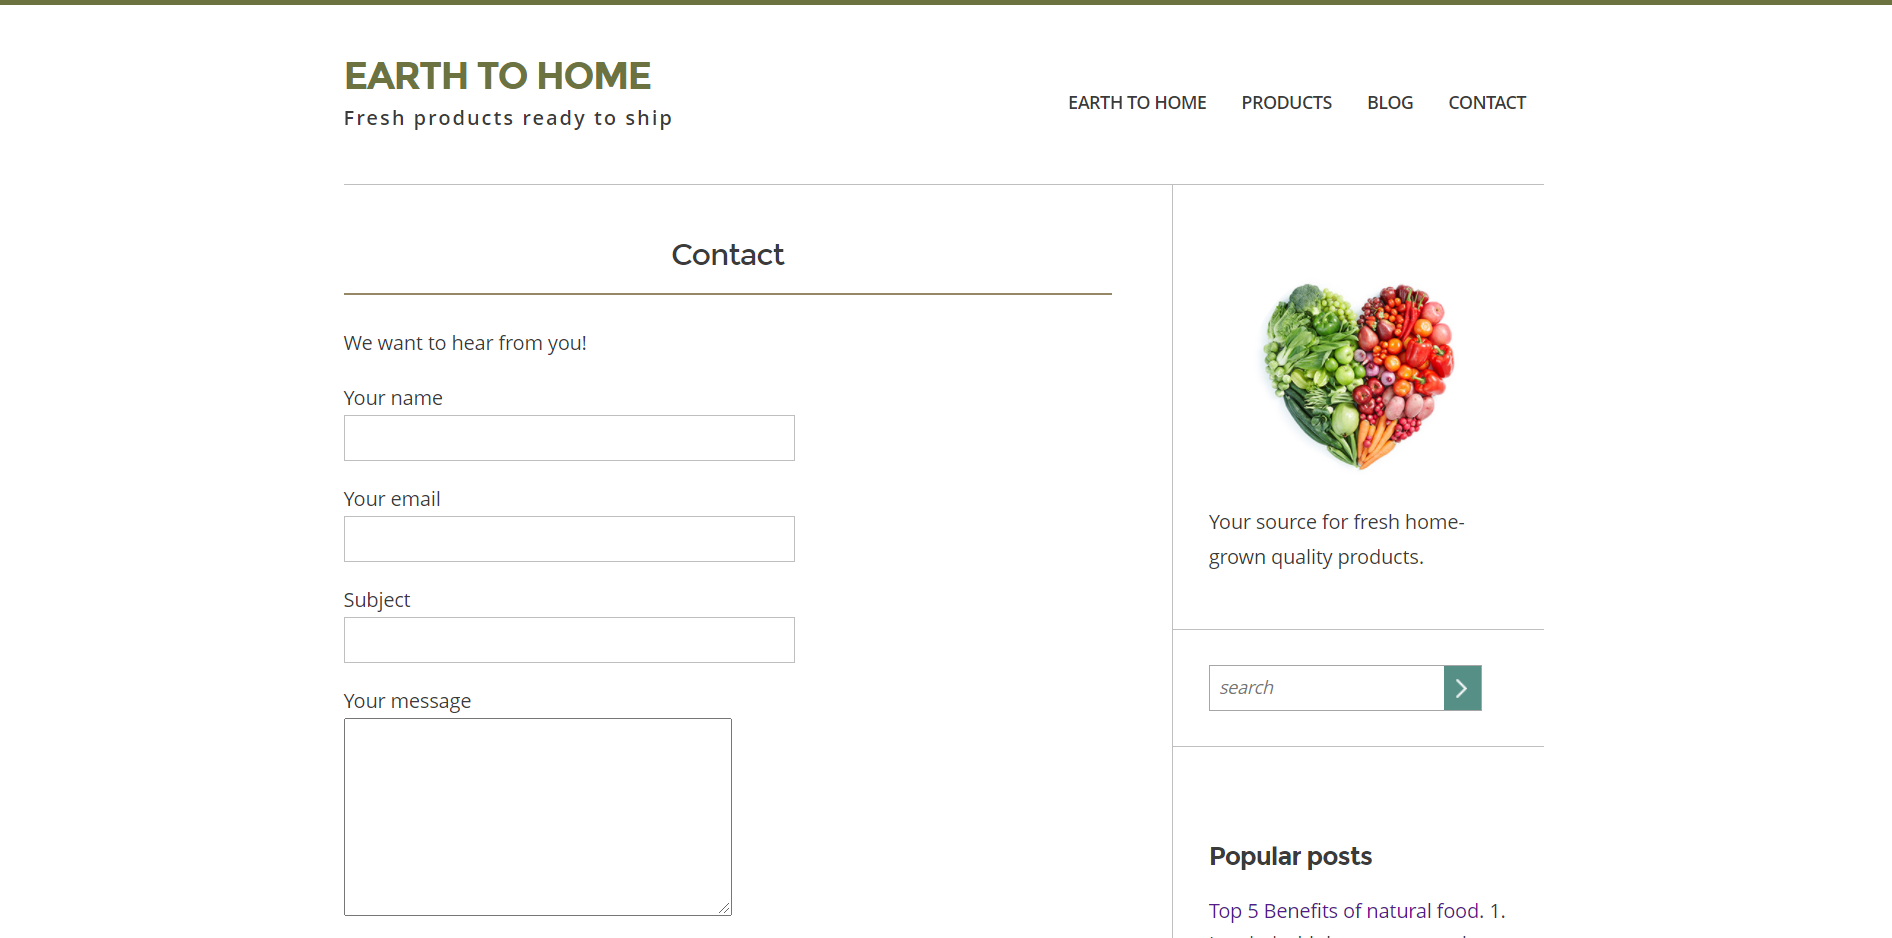 EARTH TO HOME
Fresh products ready to ship
EARTH TO HOME PRODUCTS BLOG CONTACT
Contact
We want to hear from you!
Your name
Your email
Subject
Your message
Your source for fresh home-
grown quality products.
search
Popular posts
Top 5 Benefits of natural food. 1.